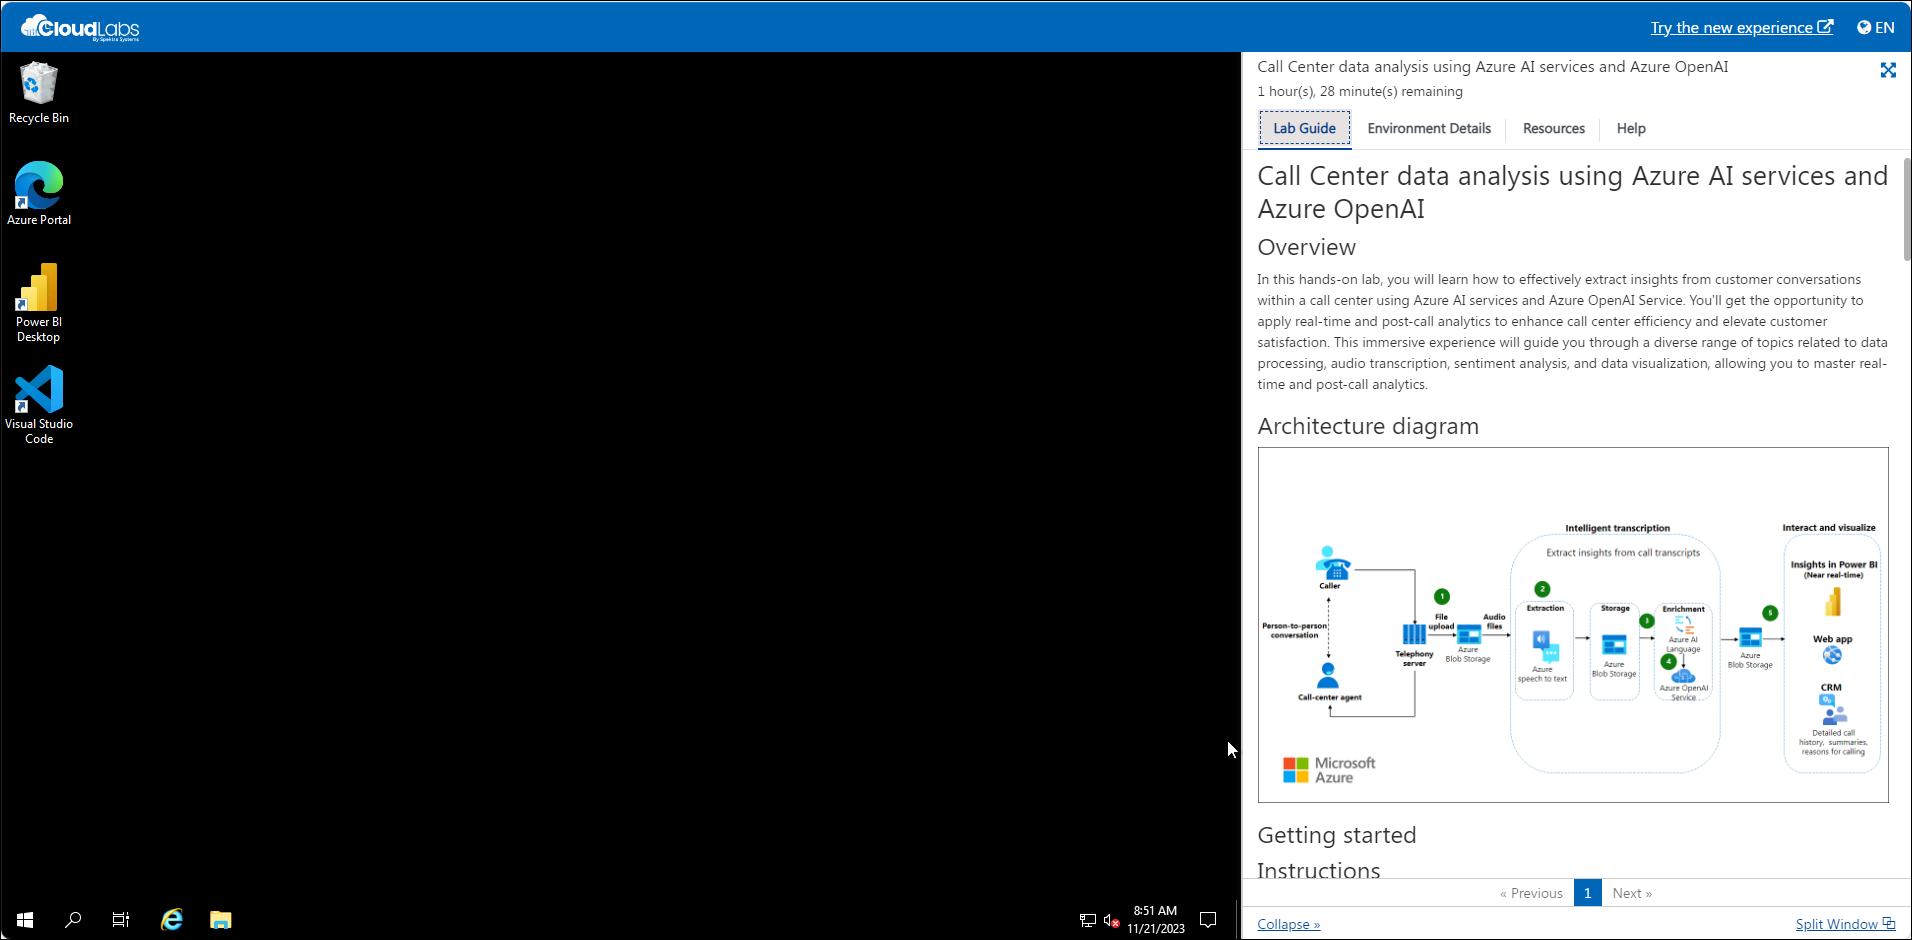 CloudLabs
By Spektra Systems
Try the new experience
EN
Recycle Bin
Azure Portal
Power BI
Desktop
Visual Studio
Code
8:51 AM
11/21/2023
Call Center data analysis using Azure AI services and Azure OpenAI
1 hour(s), 28 minute(s) remaining
Lab Guide
Environment Details
Resources
Help
Call Center data analysis using Azure AI services and
Azure OpenAI
Overview
In this hands-on lab, you will learn how to effectively extract insights from customer conversations
within a call center using Azure AI services and Azure OpenAI Service. You'll get the opportunity to
apply real-time and post-call analytics to enhance call center efficiency and elevate customer
satisfaction. This immersive experience will guide you through a diverse range of topics related to data
processing, audio transcription, sentiment analysis, and data visualization, allowing you to master real-
time and post-call analytics.
Architecture diagram
Caller
Person-to-person
conversation
Call-center agent
Telephony
server
1
File
upload
Azure
Blob Storage
Audio
files
Intelligent transcription
Extract insights from call transcripts
2
Extraction
Azure
speech to text
Storage
Azure
Blob Storage
3
Enrichment
Azure AI
Language
4
Azure OpenAI
Service
Azure
Blob Storage
5
Interact and visualize
Insights in Power BI
(Near real-time)
Web app
CRM
Detailed call
history, summaries,
reasons for calling
Microsoft
Azure
Getting started
Instructions
« Previous
1
Next »
Collapse »
Split Window